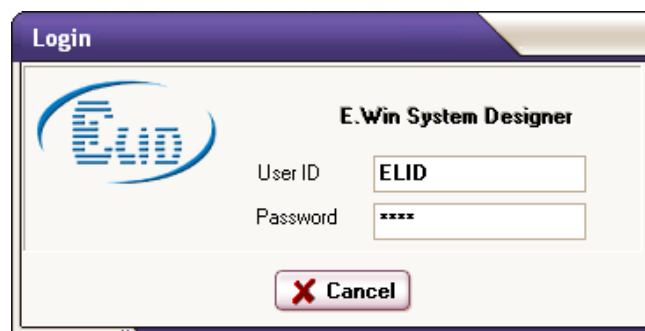 Login
ELID
E.Win System Designer
User ID ELID
Password ****
Cancel